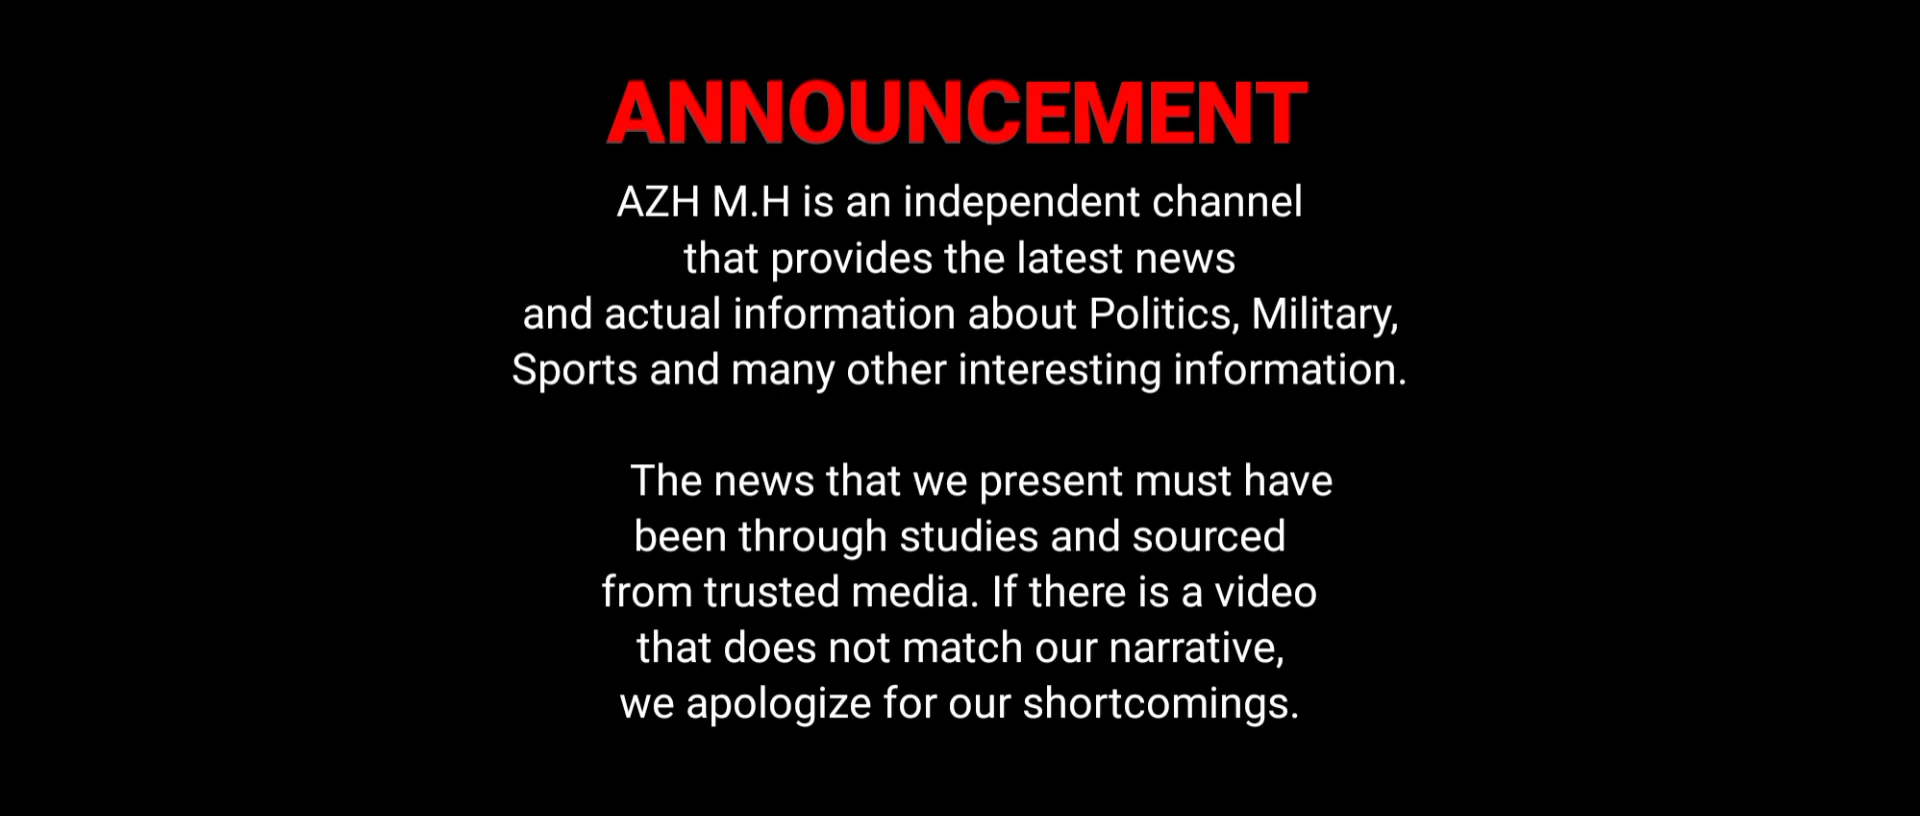 ANNOUNCEMENT
AZH M.H is an independent channel
that provides the latest news
and actual information about Politics, Military,
Sports and many other interesting information.
The news that we present must have
been through studies and sourced
from trusted media. If there is a video
that does not match our narrative,
we apologize for our shortcomings.